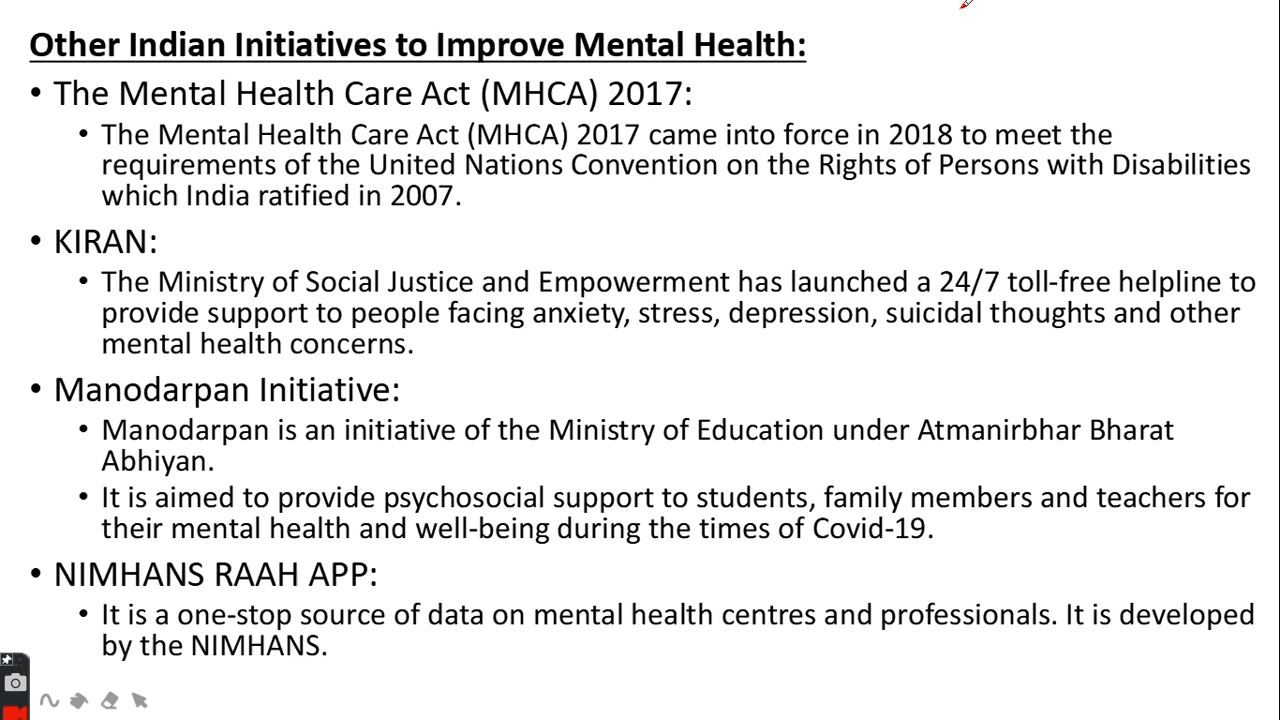 Other Indian Initiatives to Improve Mental Health:
• The Mental Health Care Act (MHCA) 2017:
• The Mental Health Care Act (MHCA) 2017 came into force in 2018 to meet the
requirements of the United Nations Convention on the Rights of Persons with Disabilities
which India ratified in 2007.
• KIRAN:
• The Ministry of Social Justice and Empowerment has launched a 24/7 toll-free helpline to
provide support to people facing anxiety, stress, depression, suicidal thoughts and other
mental health concerns.
• Manodarpan Initiative:
• Manodarpan is an initiative of the Ministry of Education under Atmanirbhar Bharat
Abhiyan.
• It is aimed to provide psychosocial support to students, family members and teachers for
their mental health and well-being during the times of Covid-19.
• NIMHANS RAAH APP:
• It is a one-stop source of data on mental health centres and professionals. It is developed
by the NIMHANS.